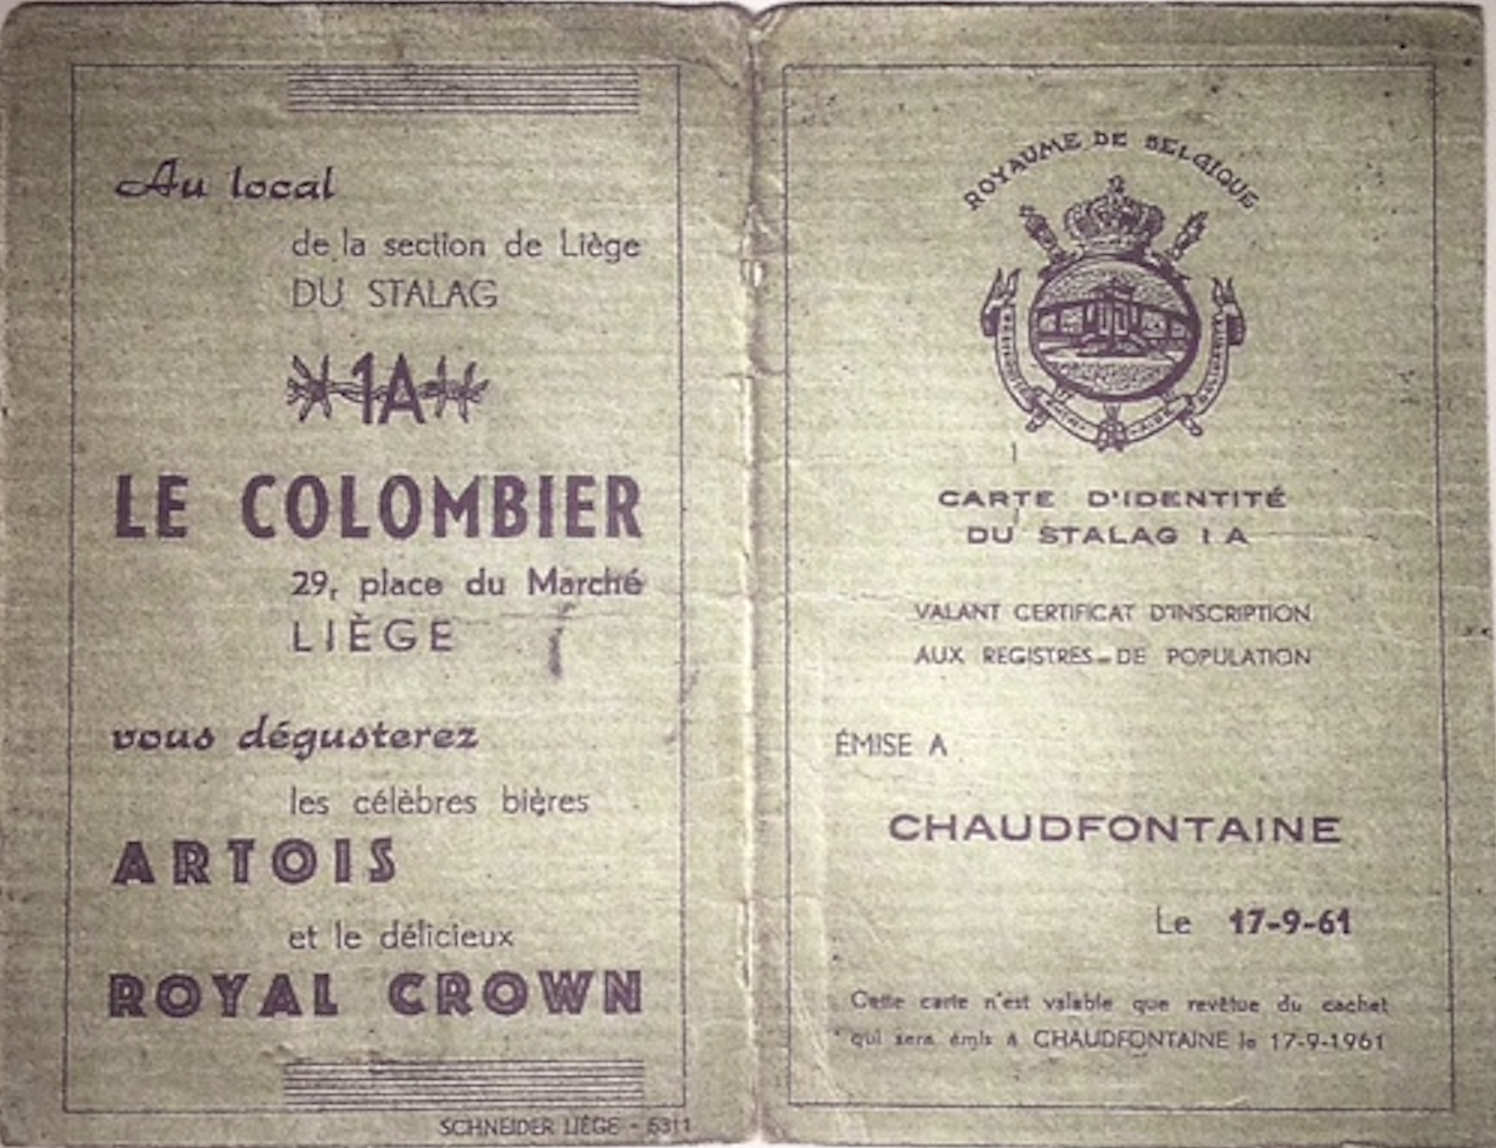 Au local
de la section de Liège
DU STALAG
1A
LE COLOMBIER
29, place du Marché
LIÈGE
vous dégusterez
les célèbres bières
ARTOIS
et le délicieux
ROYAL CROWN
SCHNEIDER LIÈGE - 5311
ROYAUME DE BELGIQUE
CARTE D'IDENTITÉ
DU STALAG I A
VALANT CERTIFICAT D'INSCRIPTION
AUX REGISTRES DE POPULATION
ÉMISE A
CHAUDFONTAINE
Le 17-9-61
Cette carte n'est valable que revêtue du cachet
qui sera émis à CHAUDFONTAINE le 17-9-1961